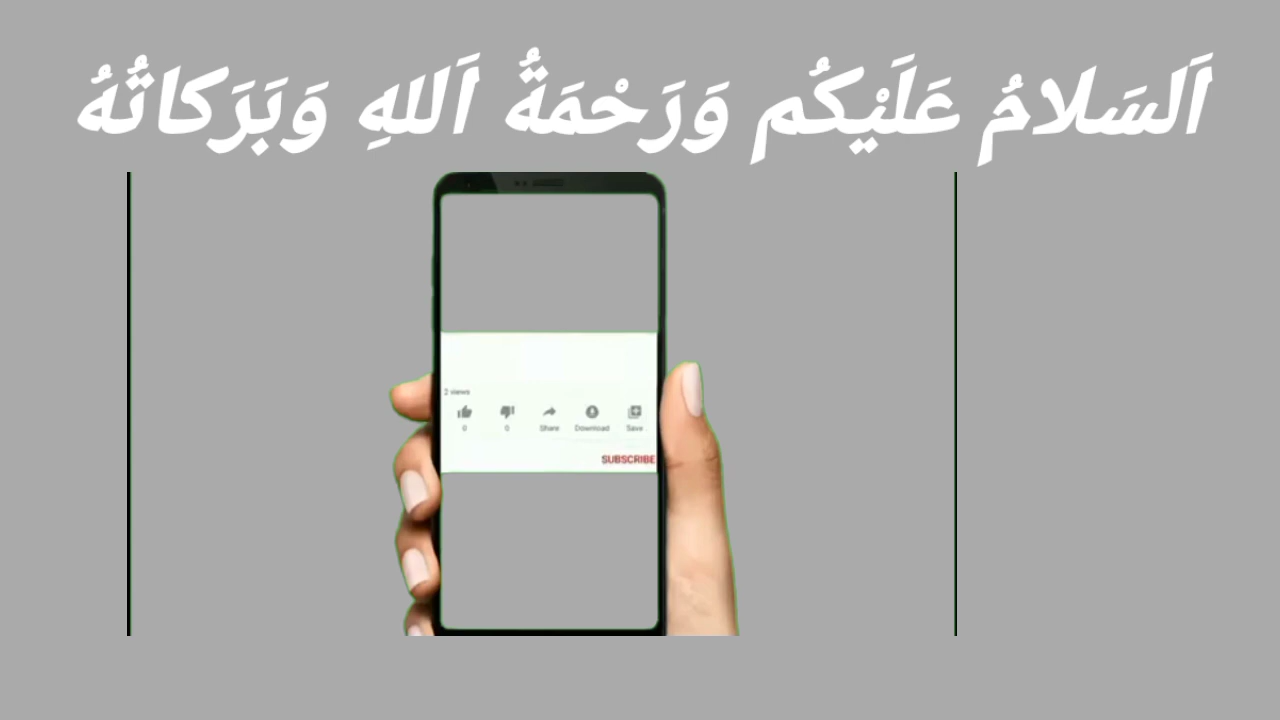 اَلسَلامُ عَلَيْكُم وَرَحْمَةُ اَللهِ وَبَرَكاتُهُ
2 views
0 0 Share Download Save
SUBSCRIBE